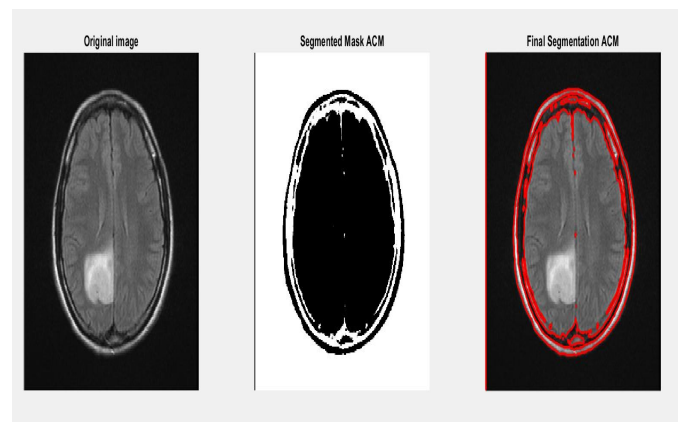 Original image
Segmented Mask ACM
Final Segmentation ACM